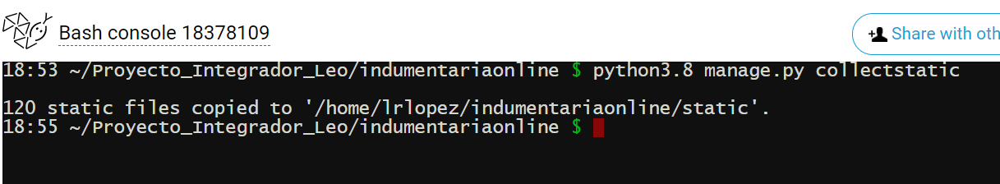 Bash console 18378109
Share with oth
18:53 ~/Proyecto_Integrador_Leo/indumentariaonline $ python3.8 manage.py collectstatic
120 static files copied to '/home/lrlopez/indumentariaonline/static'.
18:55 ~/Proyecto_Integrador_Leo/indumentariaonline $